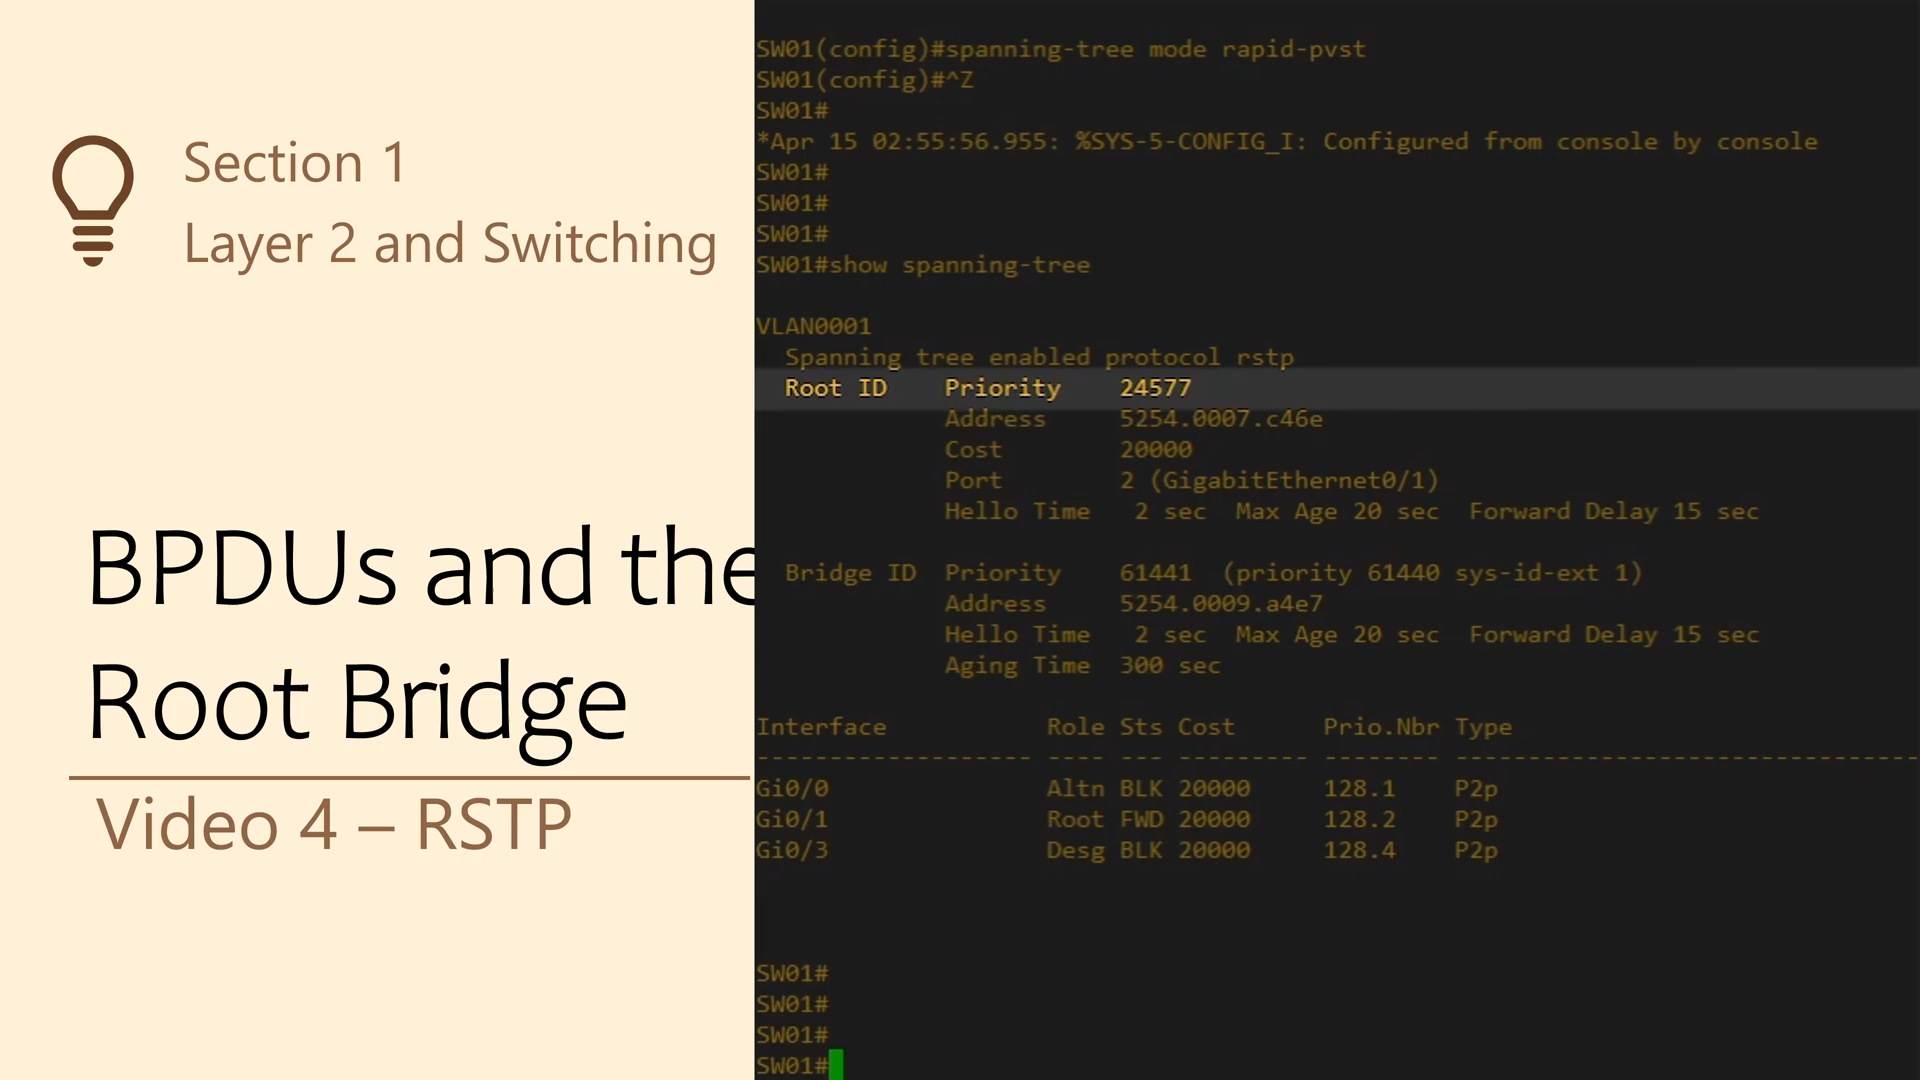 Section 1
Layer 2 and Switching
BPDUs and the
Root Bridge
Video 4 – RSTP
SW01(config)#spanning-tree mode rapid-pvst
SW01(config)#^Z
SW01#
*Apr 15 02:55:56.955: %SYS-5-CONFIG_I: Configured from console by console
SW01#
SW01#
SW01#
SW01#show spanning-tree
VLAN0001
Spanning tree enabled protocol rstp
Root ID Priority 24577
Address 5254.0007.c46e
Cost 20000
Port 2 (GigabitEthernet0/1)
Hello Time 2 sec Max Age 20 sec Forward Delay 15 sec
Bridge ID Priority 61441 (priority 61440 sys-id-ext 1)
Address 5254.0009.a4e7
Hello Time 2 sec Max Age 20 sec Forward Delay 15 sec
Aging Time 300 sec
Interface Role Sts Cost Prio.Nbr Type
------------------- ---- --- --------- -------- --------------------------------
Gi0/0 Altn BLK 20000 128.1 P2p
Gi0/1 Root FWD 20000 128.2 P2p
Gi0/3 Desg BLK 20000 128.4 P2p
SW01#
SW01#
SW01#
SW01#